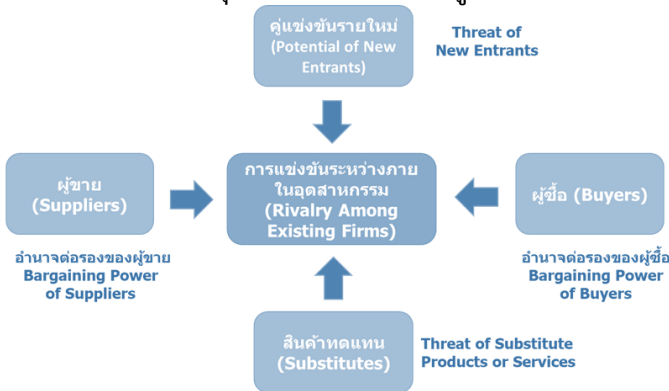 คู่แข่งขันรายใหม่
(Potential of New
Entrants)
Threat of
New Entrants
ผู้ขาย
(Suppliers)
การแข่งขันระหว่างภาย
ในอุตสาหกรรม
(Rivalry Among
Existing Firms)
ผู้ซื้อ (Buyers)
อำนาจต่อรองของผู้ขาย
Bargaining Power
of Suppliers
อำนาจต่อรองของผู้ซื้อ
Bargaining Power
of Buyers
สินค้าทดแทน
(Substitutes)
Threat of Substitute
Products or Services